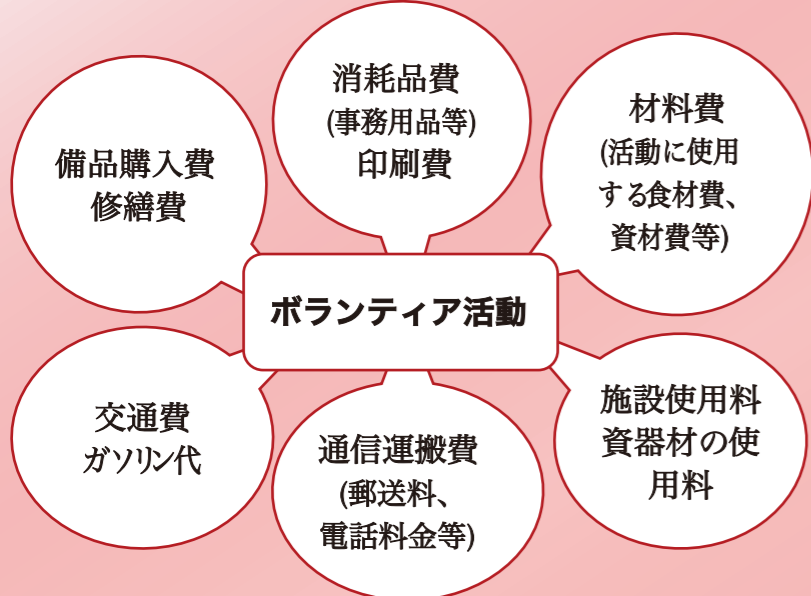 備品購入費
修繕費
消耗品費
(事務用品等)
印刷費
材料費
(活動に使用
する食材費、
資材費等)
ボランティア活動
交通費
ガソリン代
通信運搬費
(郵送料、
電話料金等)
施設使用料
資器材の使
用料